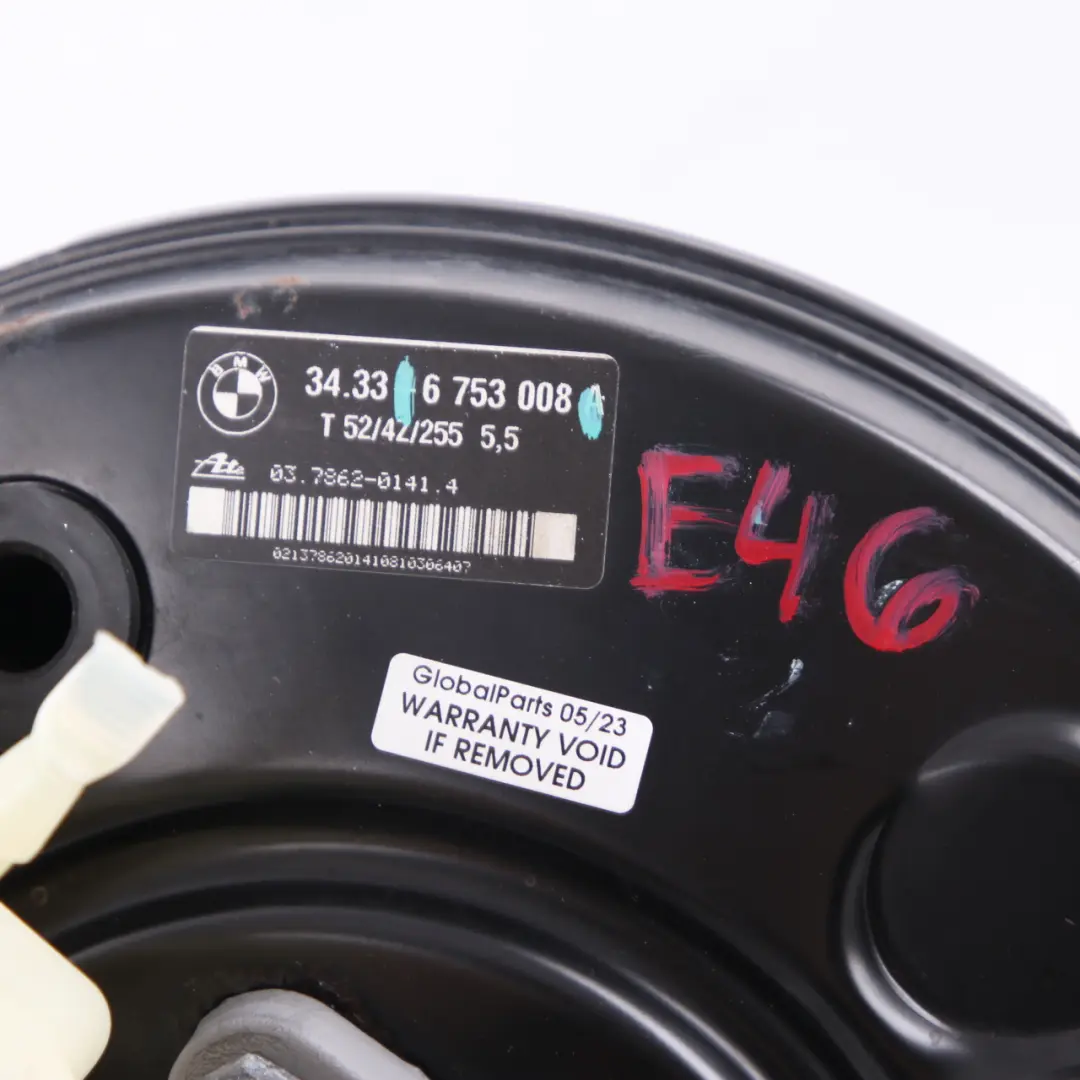 BMW
34.33 - 6 753 008 A
T 52/42/255 5,5
Ate 03.7862-0141.4
0213786201410810306407
E46
GlobalParts 05/23
WARRANTY VOID
IF REMOVED